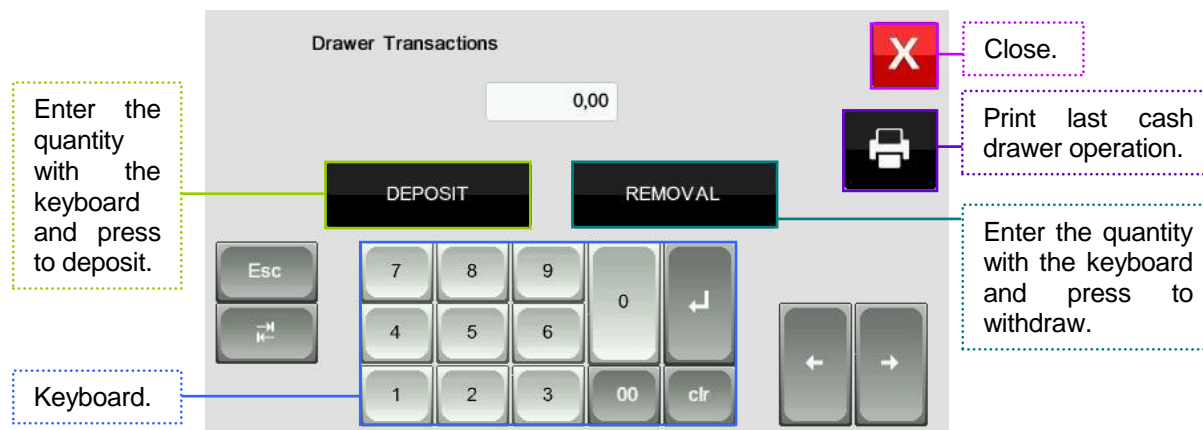 Drawer Transactions
X
Close.
0,00
Enter the
quantity
with the
keyboard
and press
to deposit.
Print last cash
drawer operation.
DEPOSIT
REMOVAL
Enter the quantity
with the keyboard
and press to
withdraw.
Esc
7 8 9 0
4 5 6
1 2 3 00 clr
Keyboard.